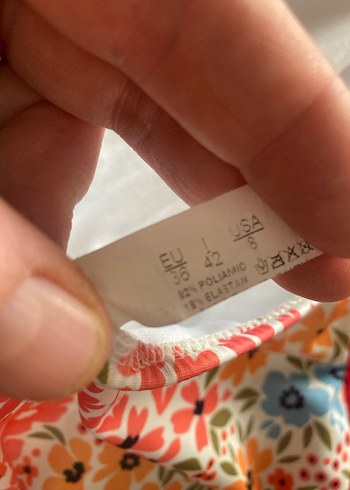 EU I USA
36 42 8
82% POLIAMID
18% ELASTAN